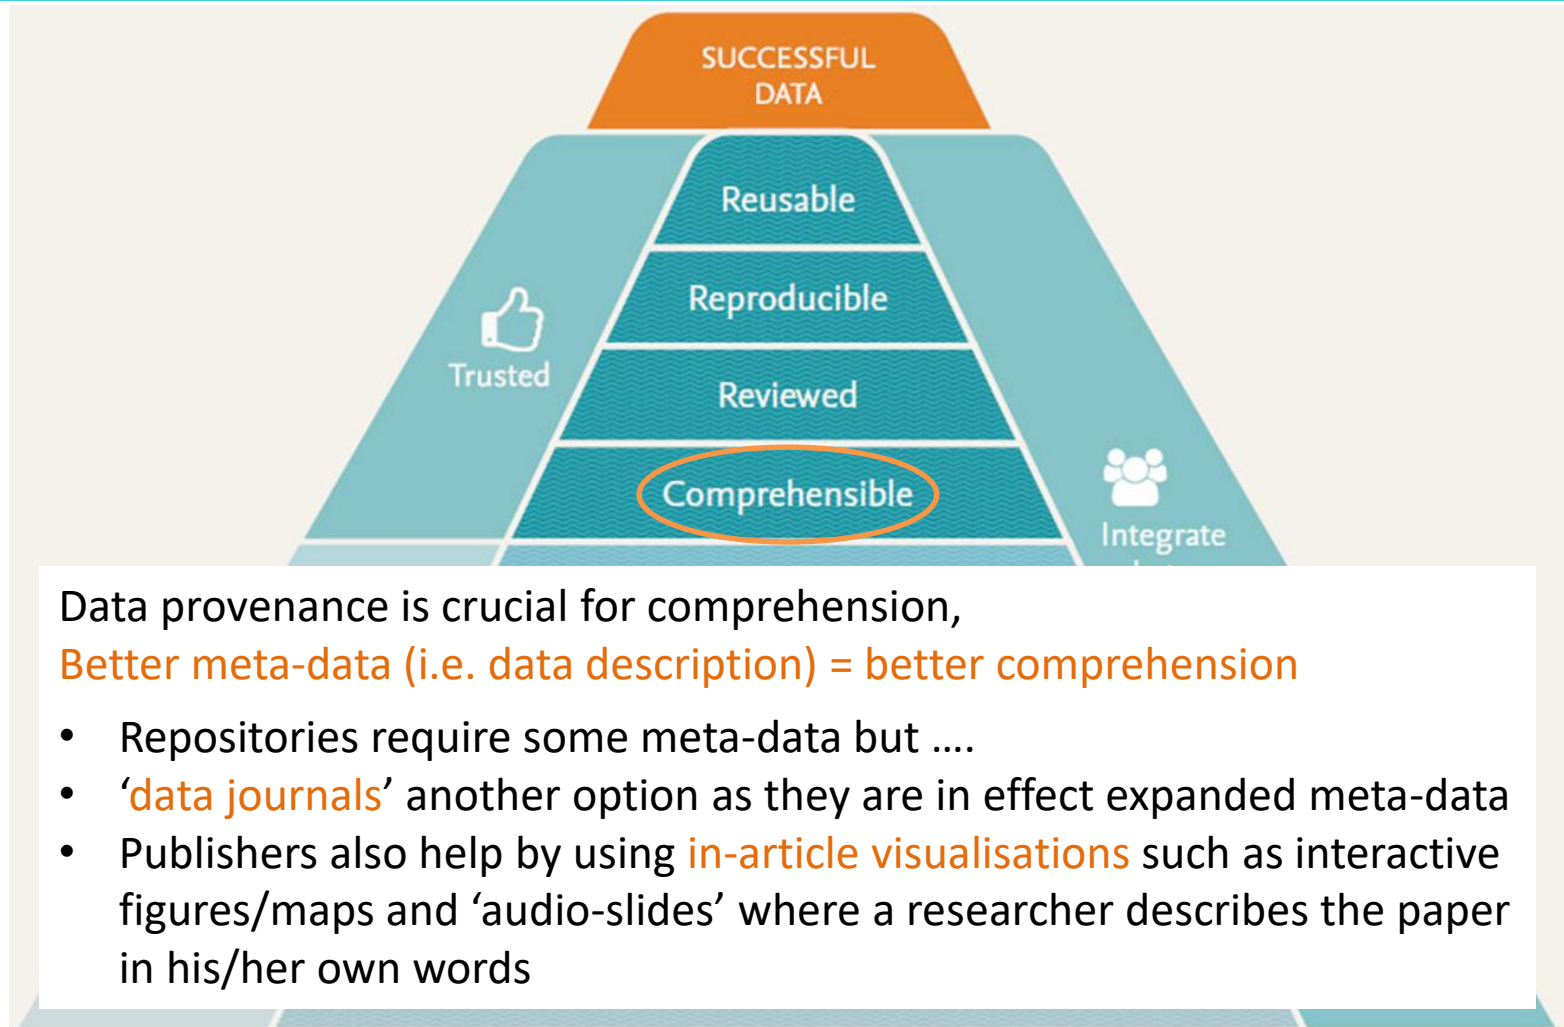 SUCCESSFUL
DATA
Reusable
Reproducible
Trusted
Reviewed
Comprehensible
Integrate
Data provenance is crucial for comprehension,
Better meta-data (i.e. data description) = better comprehension
• Repositories require some meta-data but ....
• ‘data journals’ another option as they are in effect expanded meta-data
• Publishers also help by using in-article visualisations such as interactive
figures/maps and ‘audio-slides’ where a researcher describes the paper
in his/her own words